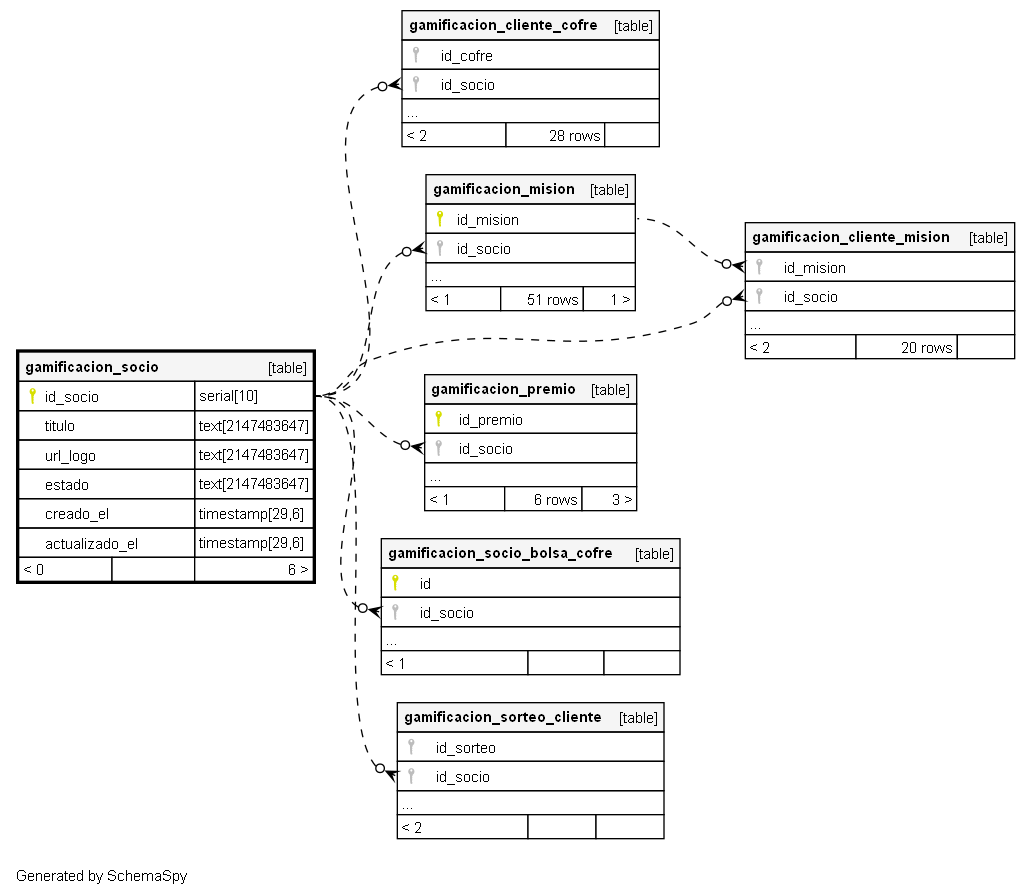 gamificacion_cliente_cofre [table]
id_cofre
id_socio
...
< 2 28 rows
gamificacion_mision [table]
id_mision
id_socio
...
< 1 51 rows 1 >
gamificacion_cliente_mision [table]
id_mision
id_socio
...
< 2 20 rows
gamificacion_socio [table]
id_socio serial[10]
titulo text[2147483647]
url_logo text[2147483647]
estado text[2147483647]
creado_el timestamp[29,6]
actualizado_el timestamp[29,6]
< 0 6 >
gamificacion_premio [table]
id_premio
id_socio
...
< 1 6 rows 3 >
gamificacion_socio_bolsa_cofre [table]
id
id_socio
...
< 1
gamificacion_sorteo_cliente [table]
id_sorteo
id_socio
...
< 2
Generated by SchemaSpy